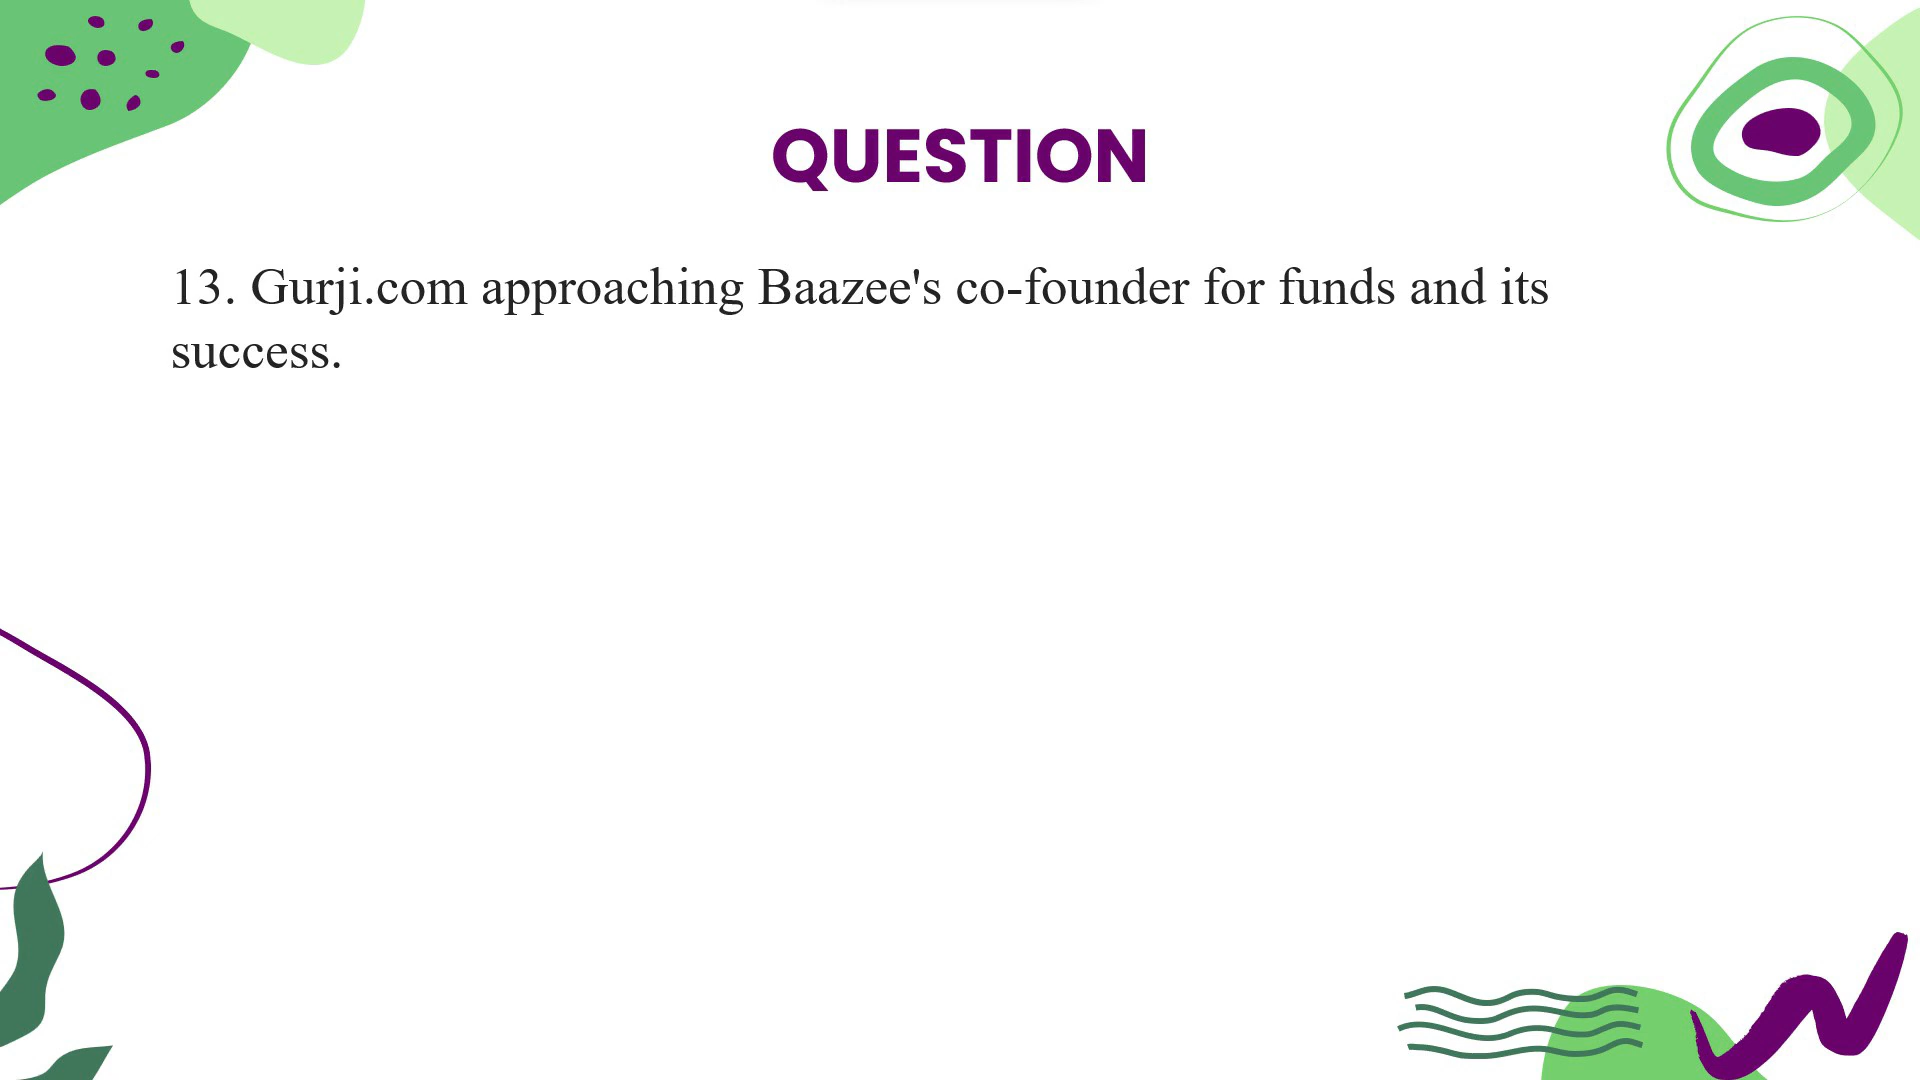 QUESTION
13. Gurji.com approaching Baazee's co-founder for funds and its
success.